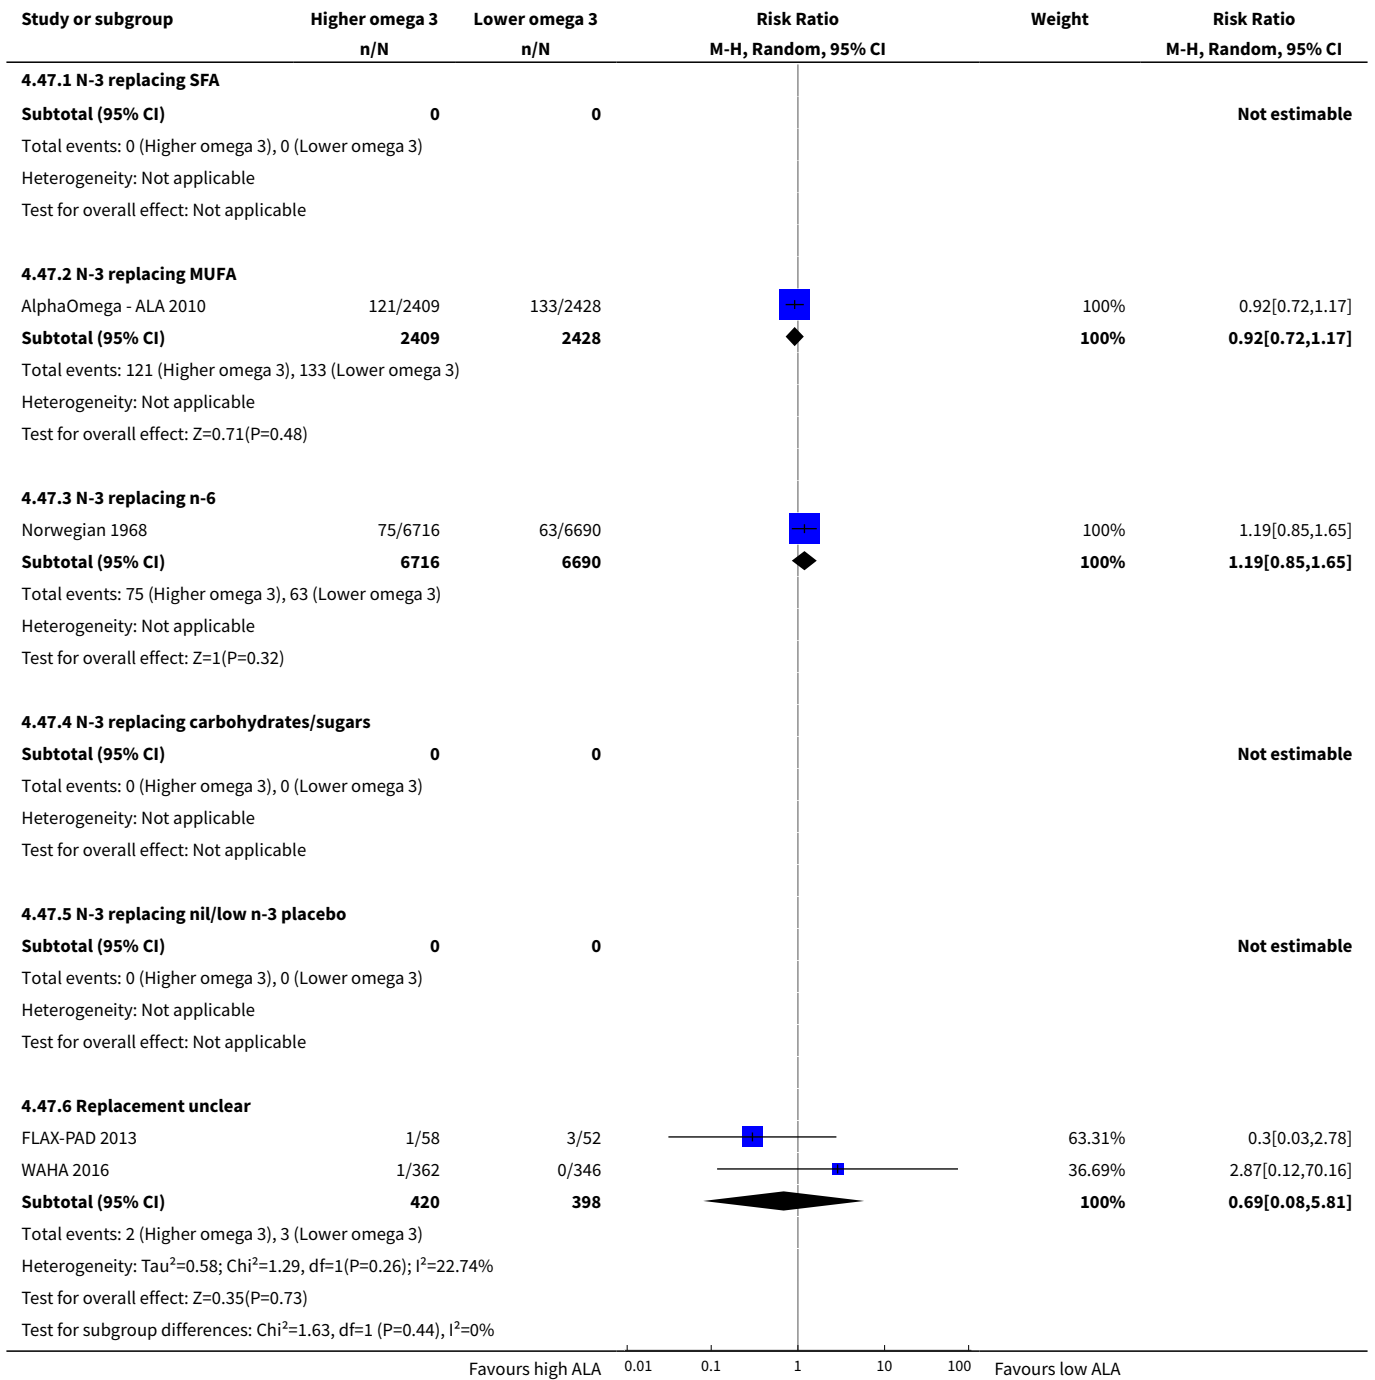 Study or subgroup Higher omega 3 Lower omega 3 Risk Ratio Weight Risk Ratio
n/N n/N M-H, Random, 95% CI M-H, Random, 95% CI
4.47.1 N-3 replacing SFA
Subtotal (95% CI) 0 0 Not estimable
Total events: 0 (Higher omega 3), 0 (Lower omega 3)
Heterogeneity: Not applicable
Test for overall effect: Not applicable
4.47.2 N-3 replacing MUFA
AlphaOmega - ALA 2010 121/2409 133/2428 100% 0.92[0.72,1.17]
Subtotal (95% CI) 2409 2428 100% 0.92[0.72,1.17]
Total events: 121 (Higher omega 3), 133 (Lower omega 3)
Heterogeneity: Not applicable
Test for overall effect: Z=0.71(P=0.48)
4.47.3 N-3 replacing n-6
Norwegian 1968 75/6716 63/6690 100% 1.19[0.85,1.65]
Subtotal (95% CI) 6716 6690 100% 1.19[0.85,1.65]
Total events: 75 (Higher omega 3), 63 (Lower omega 3)
Heterogeneity: Not applicable
Test for overall effect: Z=1(P=0.32)
4.47.4 N-3 replacing carbohydrates/sugars
Subtotal (95% CI) 0 0 Not estimable
Total events: 0 (Higher omega 3), 0 (Lower omega 3)
Heterogeneity: Not applicable
Test for overall effect: Not applicable
4.47.5 N-3 replacing nil/low n-3 placebo
Subtotal (95% CI) 0 0 Not estimable
Total events: 0 (Higher omega 3), 0 (Lower omega 3)
Heterogeneity: Not applicable
Test for overall effect: Not applicable
4.47.6 Replacement unclear
FLAX-PAD 2013 1/58 3/52 63.31% 0.3[0.03,2.78]
WAHA 2016 1/362 0/346 36.69% 2.87[0.12,70.16]
Subtotal (95% CI) 420 398 100% 0.69[0.08,5.81]
Total events: 2 (Higher omega 3), 3 (Lower omega 3)
Heterogeneity: Tau²=0.58; Chi²=1.29, df=1(P=0.26); I²=22.74%
Test for overall effect: Z=0.35(P=0.73)
Test for subgroup differences: Chi²=1.63, df=1 (P=0.44), I²=0%
Favours high ALA 0.01 0.1 1 10 100 Favours low ALA